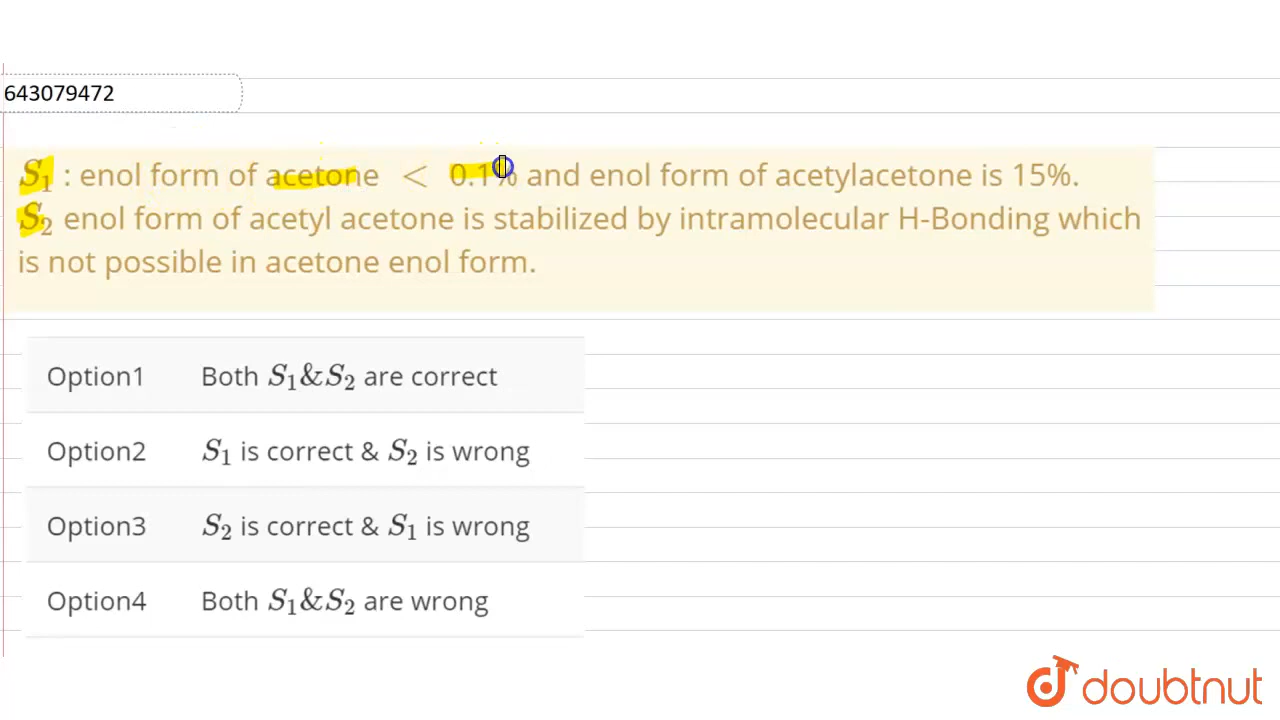 643079472
S₁ : enol form of acetone < 0.1% and enol form of acetylacetone is 15%.
S₂ enol form of acetyl acetone is stabilized by intramolecular H-Bonding which
is not possible in acetone enol form.
Option1 Both S₁&S₂ are correct
Option2 S₁ is correct & S₂ is wrong
Option3 S₂ is correct & S₁ is wrong
Option4 Both S₁&S₂ are wrong
doubtnut